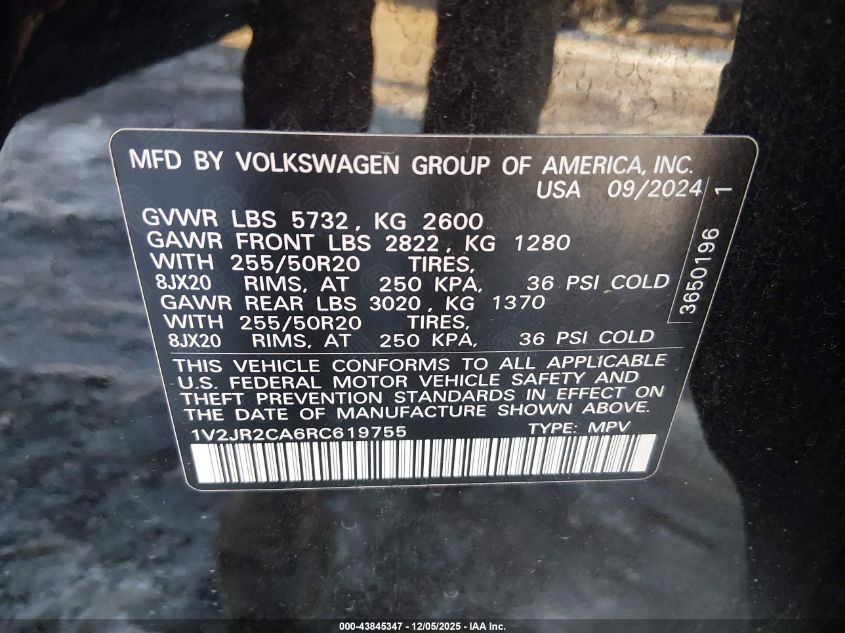 MFD BY VOLKSWAGEN GROUP OF AMERICA, INC.
USA 09/2024
GVWR LBS 5732, KG 2600
GAWR FRONT LBS 2822, KG 1280
WITH 255/50R20 TIRES,
8JX20 RIMS, AT 250 KPA, 36 PSI COLD
GAWR REAR LBS 3020, KG 1370
WITH 255/50R20 TIRES,
8JX20 RIMS, AT 250 KPA, 36 PSI COLD
3650196 1
THIS VEHICLE CONFORMS TO ALL APPLICABLE
U.S. FEDERAL MOTOR VEHICLE SAFETY AND
THEFT PREVENTION STANDARDS IN EFFECT ON
THE DATE OF MANUFACTURE SHOWN ABOVE.
1V2JR2CA6RC619755 TYPE: MPV
000-43845347 - 12/05/2025 - IAA Inc.